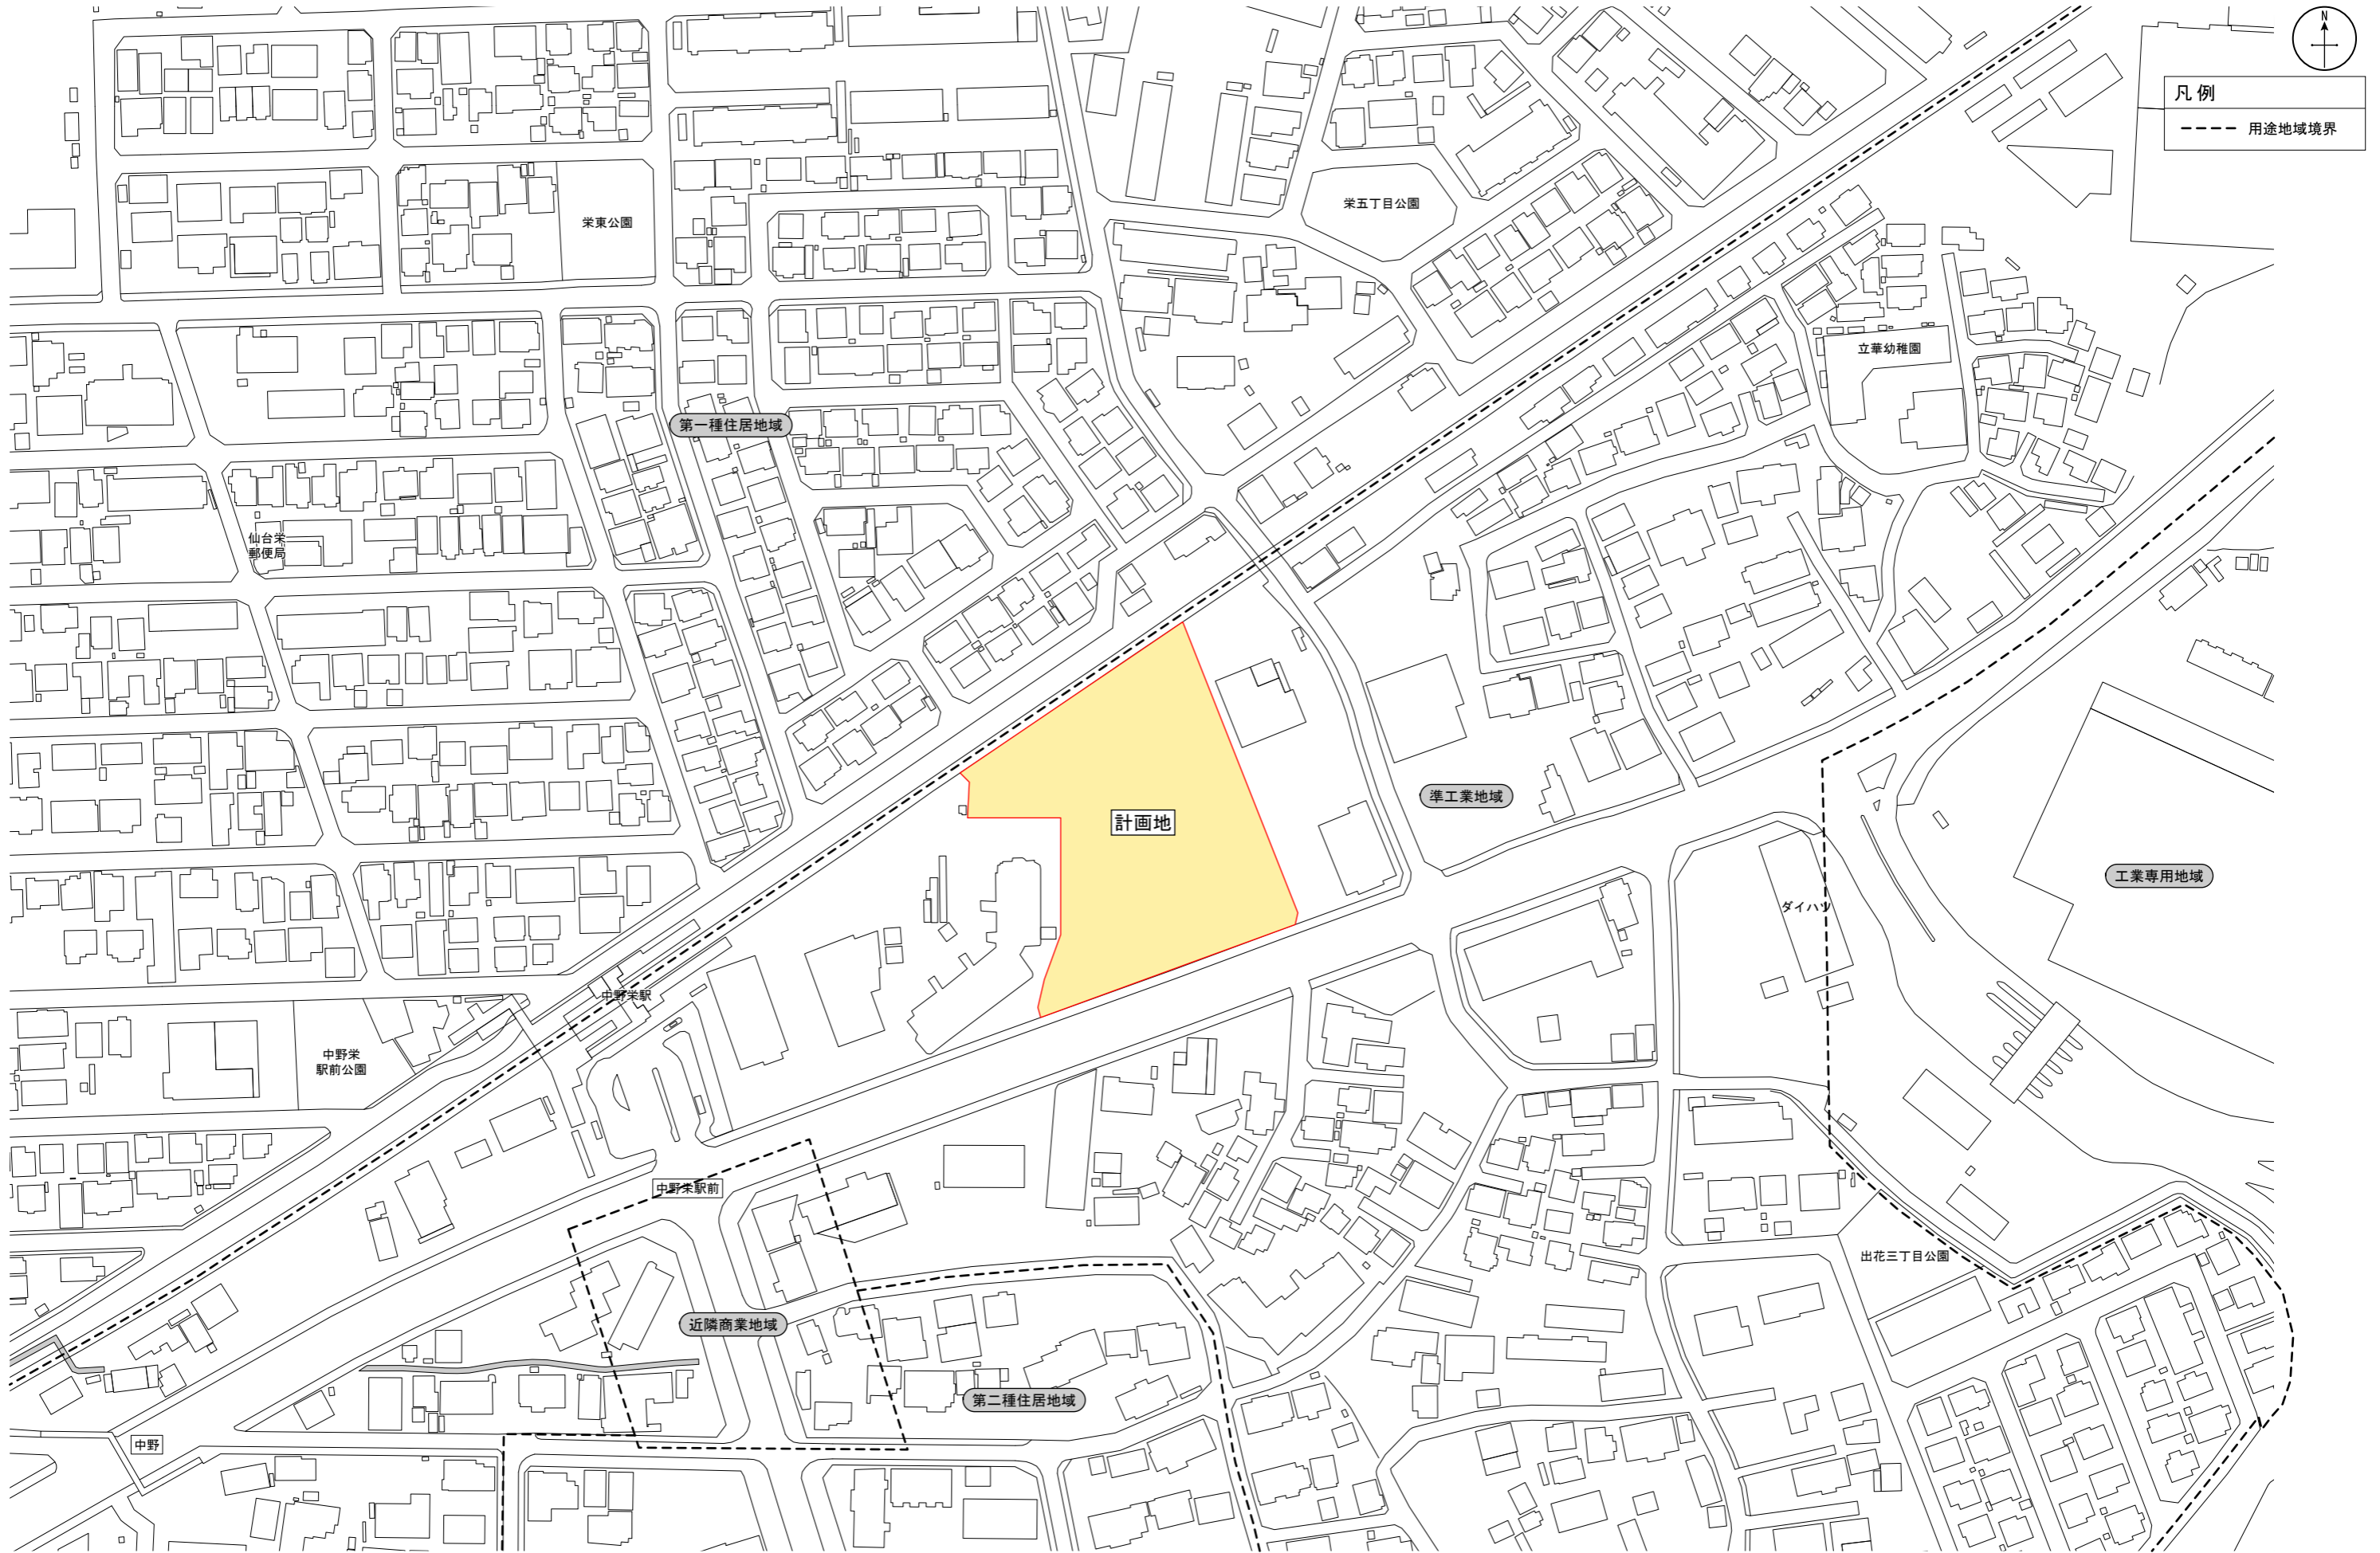 N
凡 例
用途地域境界
栄五丁目公園
栄東公園
立華幼稚園
第一種住居地域
仙台栄
郵便局
準工業地域
計画地
工業専用地域
ダイハツ
中野栄駅
中野栄
駅前公園
中野栄駅前
出花三丁目公園
近隣商業地域
第二種住居地域
中野